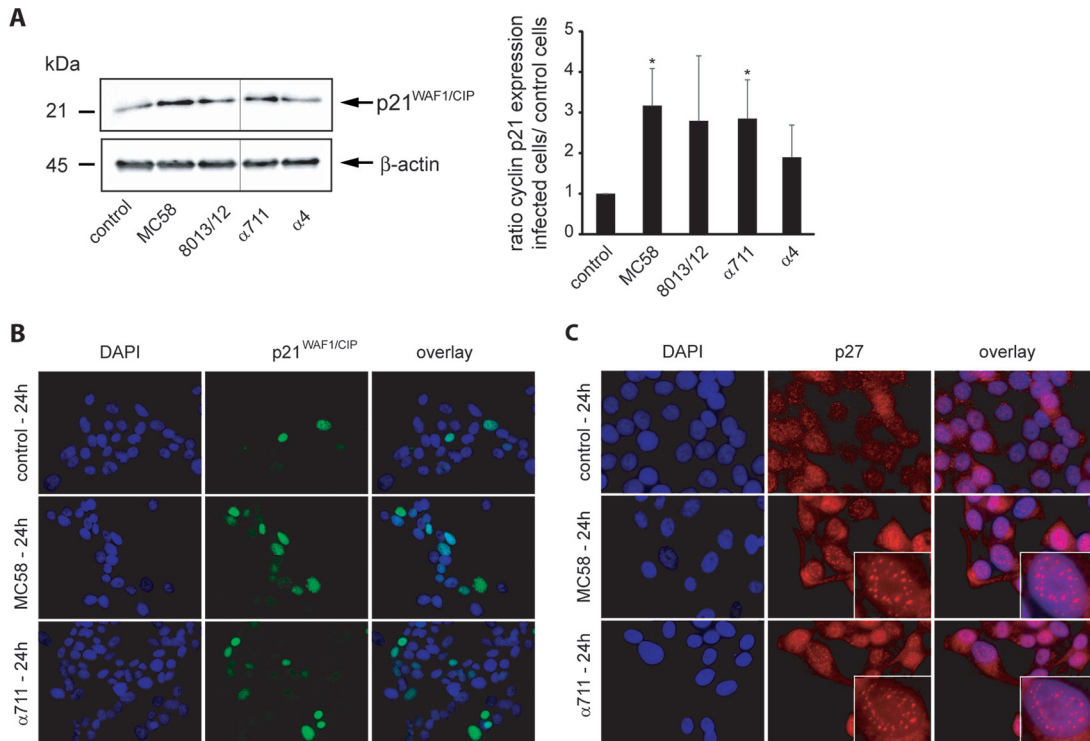 A
kDa
21
45
p21WAF1/CIP
β-actin
control
MC58
8013/12
α711
α4
ratio cyclin p21 expression
infected cells/ control cells
5
4
3
2
1
0
*
*
control
MC58
8013/12
α711
α4
B
DAPI
p21WAF1/CIP
overlay
control - 24h
MC58 - 24h
α711 - 24h
C
DAPI
p27
overlay
control - 24h
MC58 - 24h
α711 - 24h